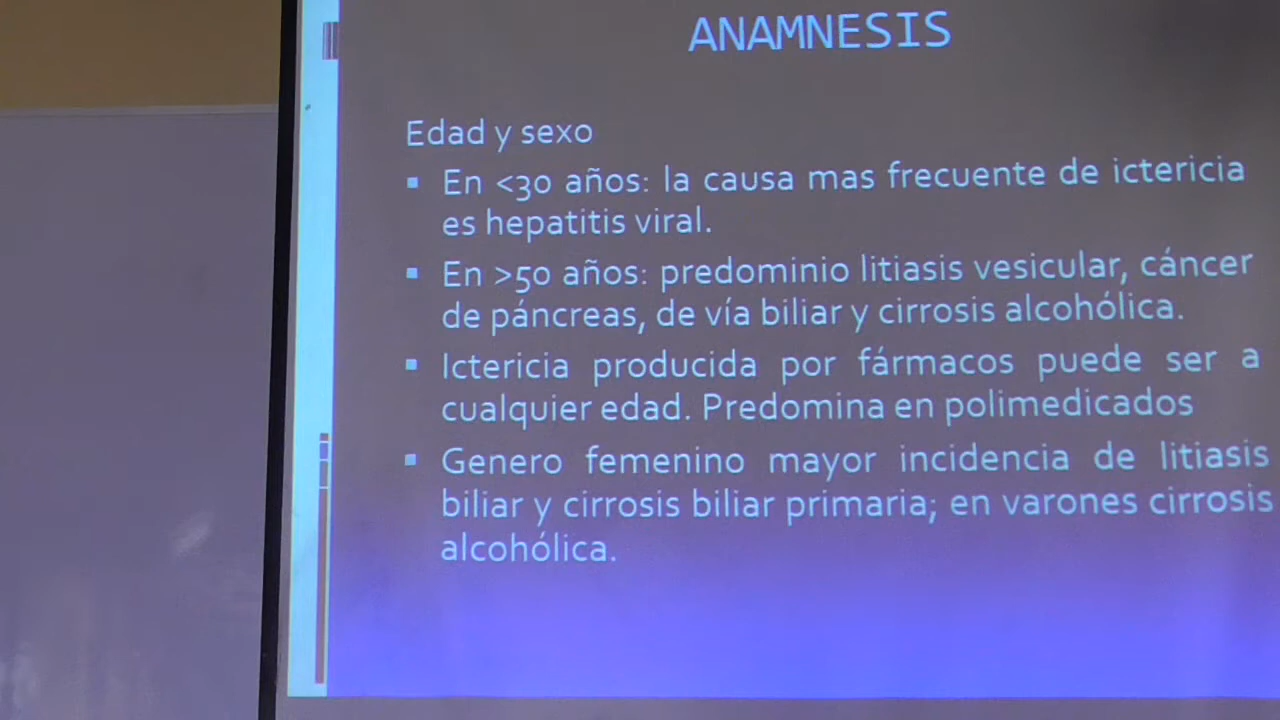 ANAMNESIS
Edad y sexo
▪ En <30 años: la causa mas frecuente de ictericia
es hepatitis viral.
▪ En >50 años: predominio litiasis vesicular, cáncer
de páncreas, de vía biliar y cirrosis alcohólica.
▪ Ictericia producida por fármacos puede ser a
cualquier edad. Predomina en polimedicados
▪ Genero femenino mayor incidencia de litiasis
biliar y cirrosis biliar primaria; en varones cirrosis
alcohólica.